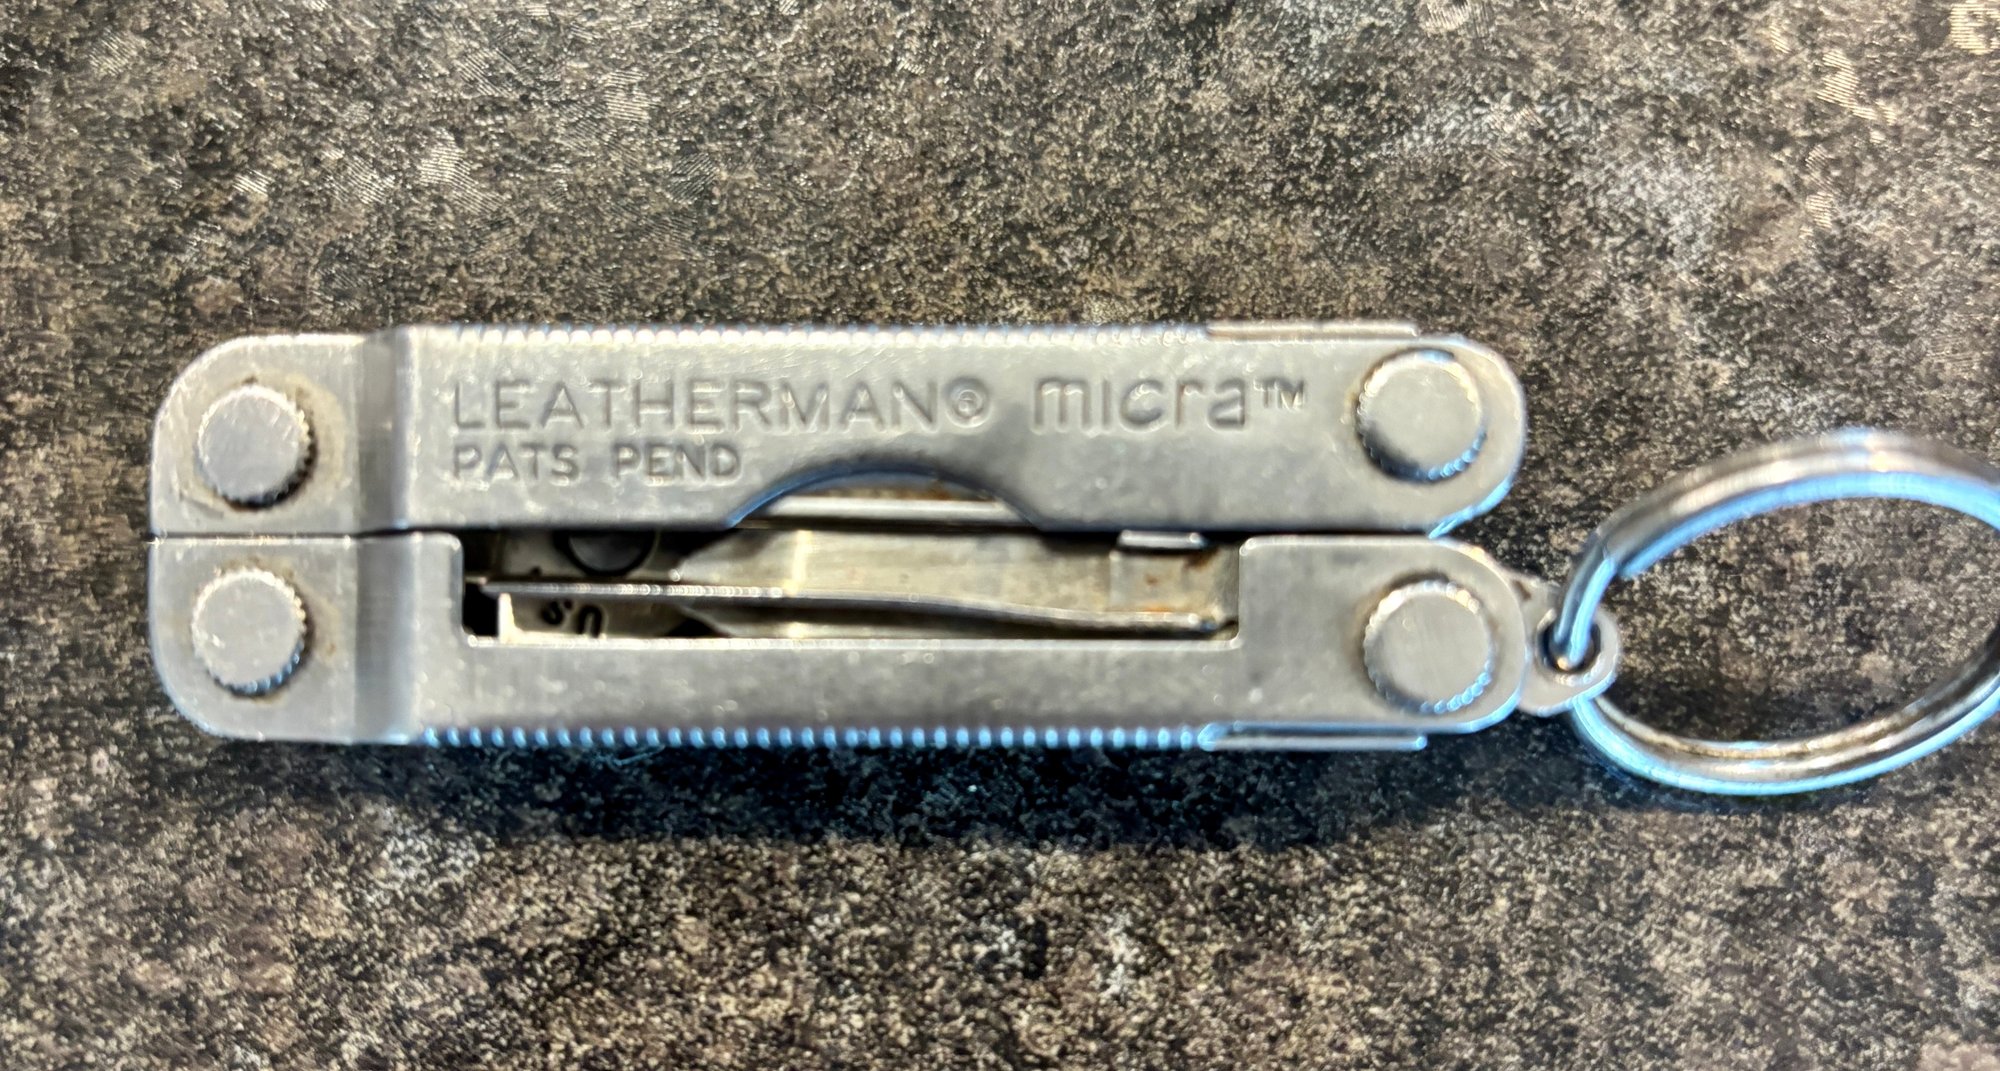 LEATHERMAN® micra™
PATS PEND